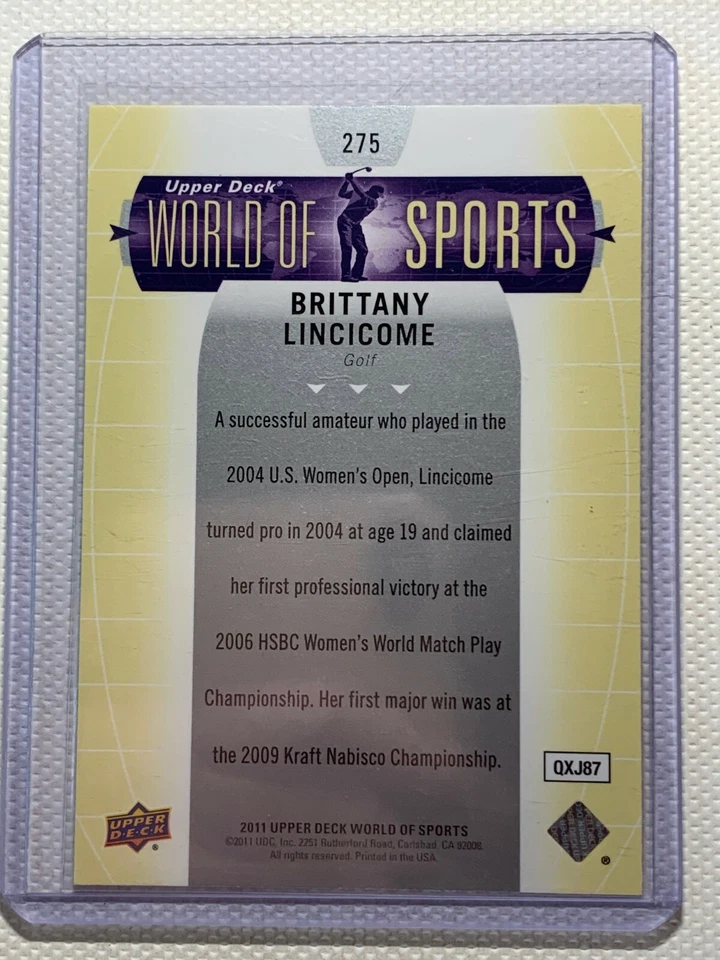 275
Upper Deck®
WORLD OF SPORTS
BRITTANY
LINCICOME
Golf
A successful amateur who played in the
2004 U.S. Women's Open, Lincicome
turned pro in 2004 at age 19 and claimed
her first professional victory at the
2006 HSBC Women's World Match Play
Championship. Her first major win was at
the 2009 Kraft Nabisco Championship.
QXJ87
UPPER
D·E·C·K
®
2011 UPPER DECK WORLD OF SPORTS
©2011 UDC, Inc. 2251 Rutherford Road, Carlsbad, CA 92008.
All rights reserved. Printed in the USA.
®